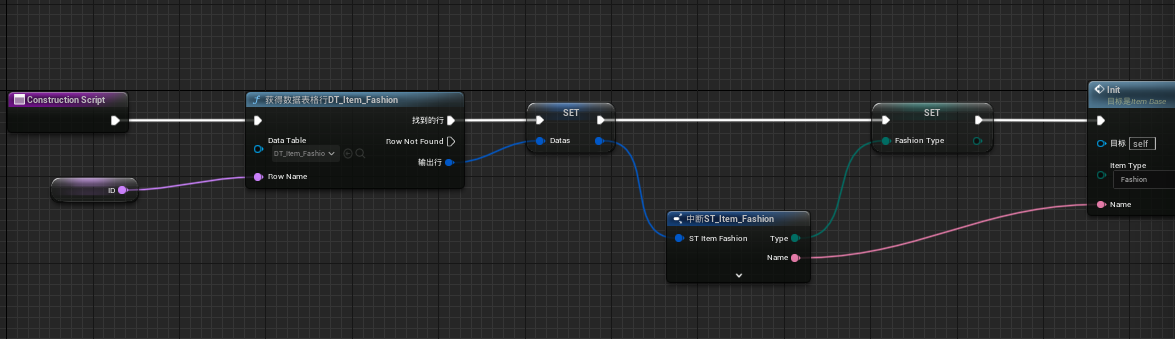 Construction Script
ID
f 获得数据表格行DT_Item_Fashion
找到的行
Data Table
DT_Item_Fashio
Row Not Found
输出行
Row Name
SET
Datas
中断ST_Item_Fashion
ST Item Fashion
Type
Name
SET
Fashion Type
Init
目标是Item Base
目标 self
Item Type
Fashion
Name